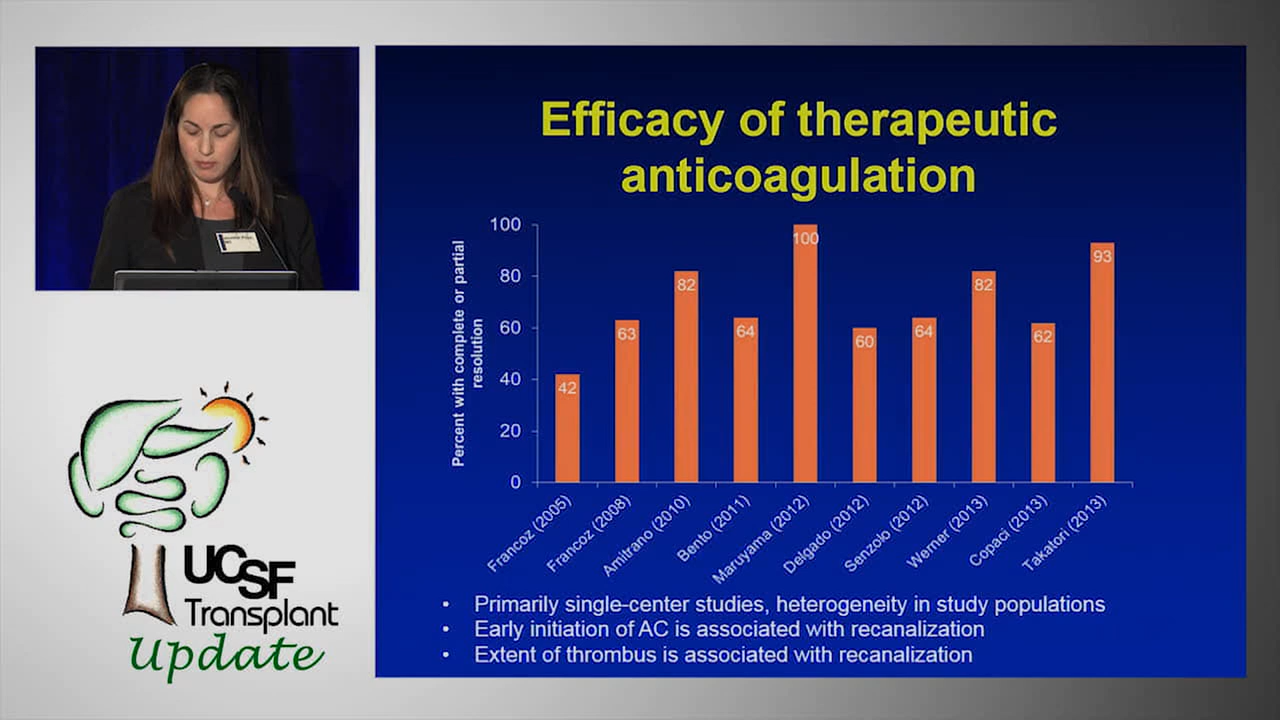 Efficacy of therapeutic
anticoagulation
Percent with complete or partial
resolution
100
80
60
40
20
0
42
63
82
64
100
60
64
82
62
93
Francoz (2005)
Francoz (2008)
Amitrano (2010)
Bento (2011)
Maruyama (2012)
Delgado (2012)
Senzolo (2012)
Werner (2013)
Copaci (2013)
Takatori (2013)
• Primarily single-center studies, heterogeneity in study populations
• Early initiation of AC is associated with recanalization
• Extent of thrombus is associated with recanalization
UCSF
Transplant
Update